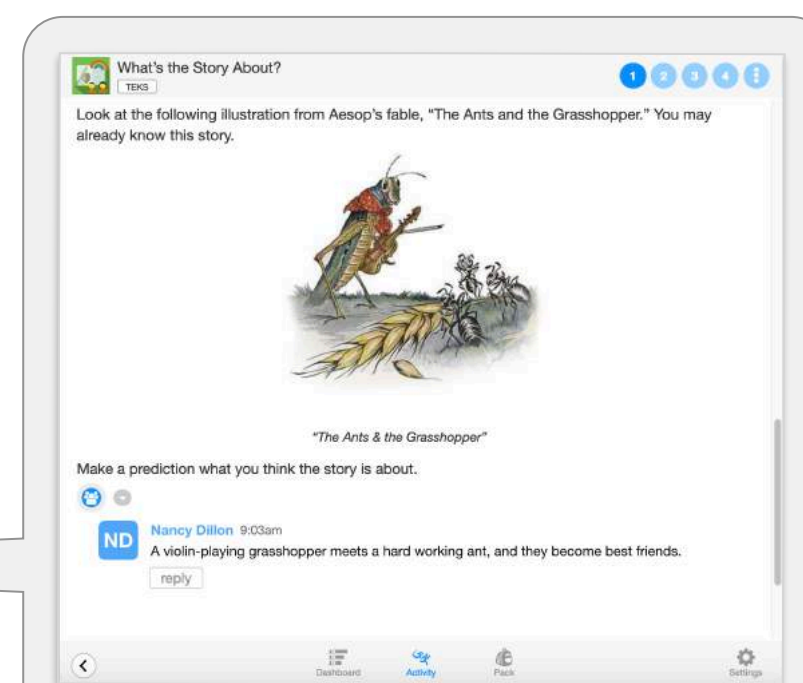 What's the Story About?
TEKS
1 2 3 4
Look at the following illustration from Aesop's fable, "The Ants and the Grasshopper." You may
already know this story.
"The Ants & the Grasshopper"
Make a prediction what you think the story is about.
ND
Nancy Dillon 9:03am
A violin-playing grasshopper meets a hard working ant, and they become best friends.
reply
Dashboard Activity Pack Settings